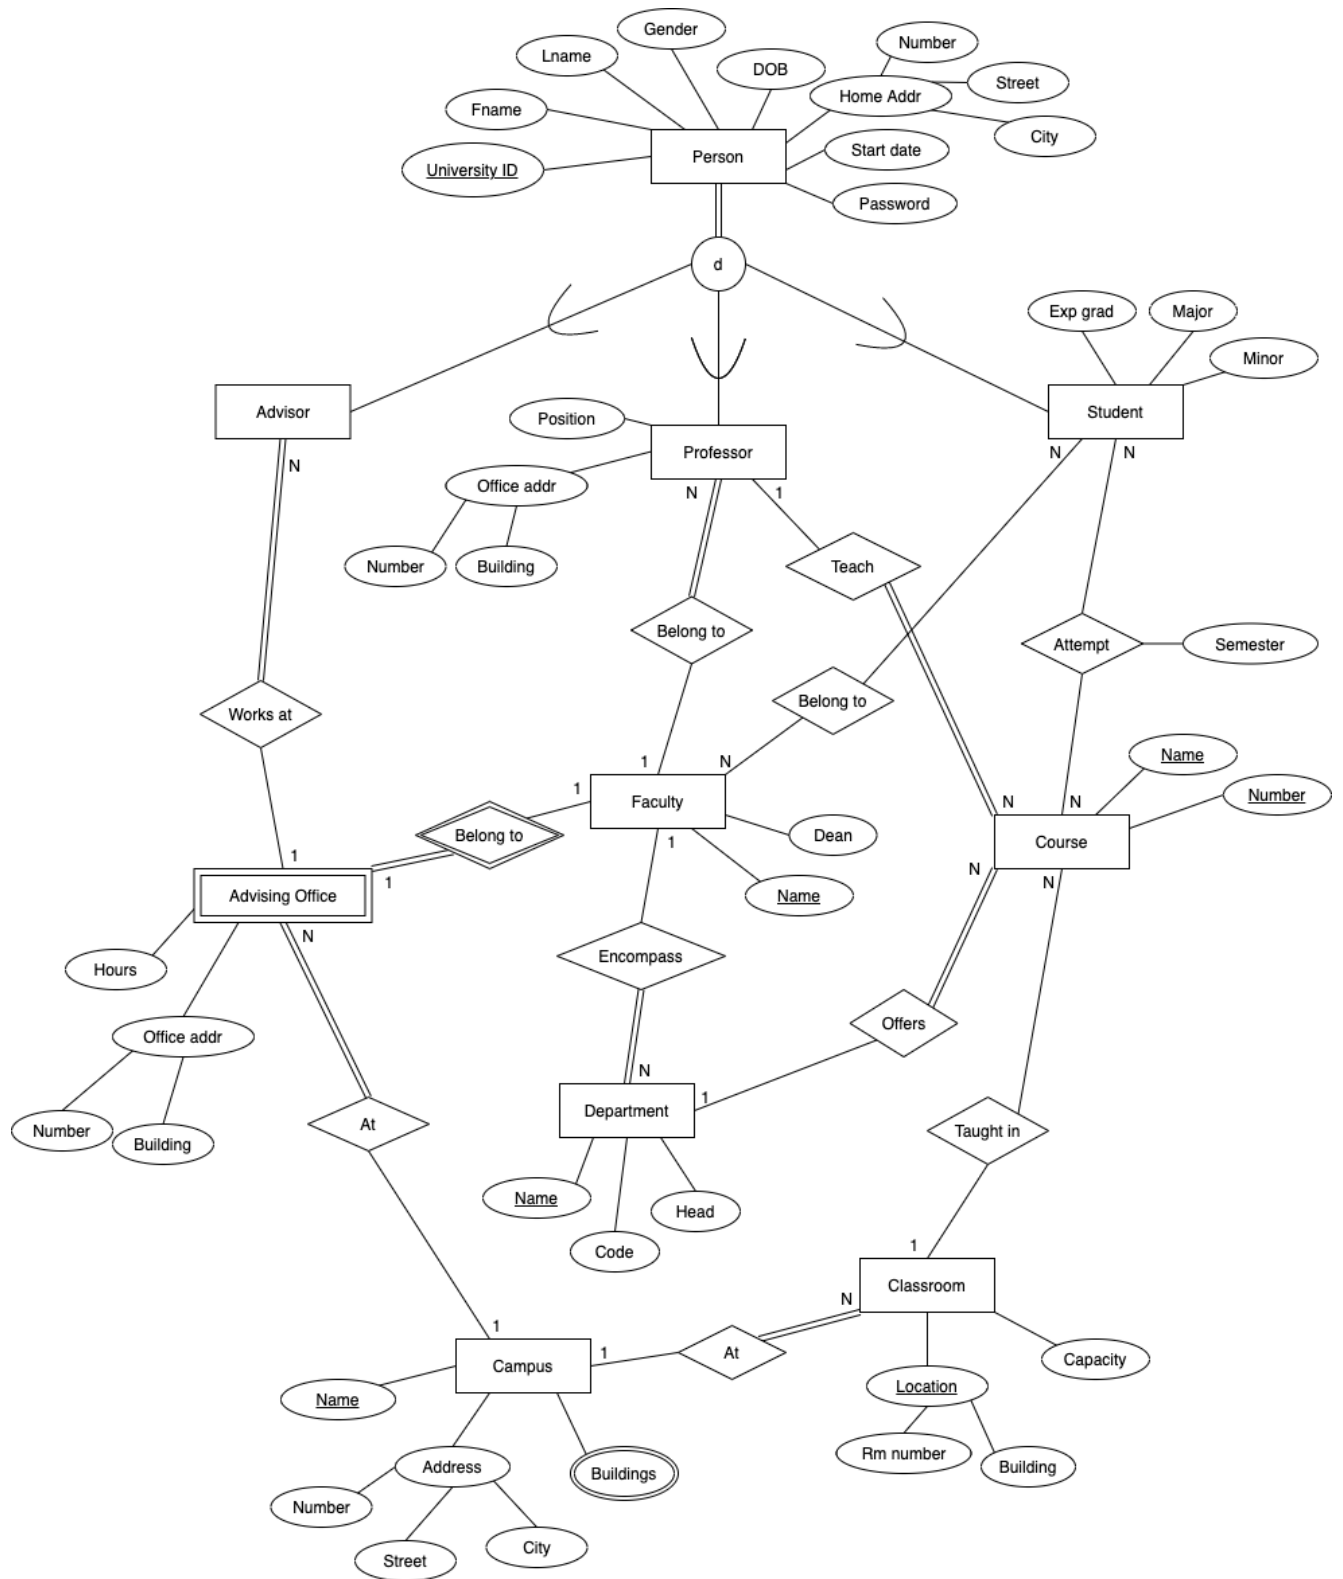 Gender
Number
Lname
DOB
Street
Home Addr
Fname
City
Start date
Person
University ID
Password
d
Exp grad
Major
Minor
Advisor
Position
Student
Professor
N
N
N
Office addr
N
1
Number
Building
Teach
Belong to
Attempt
Semester
Belong to
Works at
Name
1
N
1
Faculty
N
N
Number
Belong to
Dean
Course
1
1
1
N
N
Advising Office
Name
N
Hours
Encompass
Office addr
Offers
N
1
Number
Building
At
Department
Taught in
Name
Head
Code
1
Classroom
N
1
1
At
Campus
Capacity
Name
Location
Address
Buildings
Rm number
Building
Number
Street
City